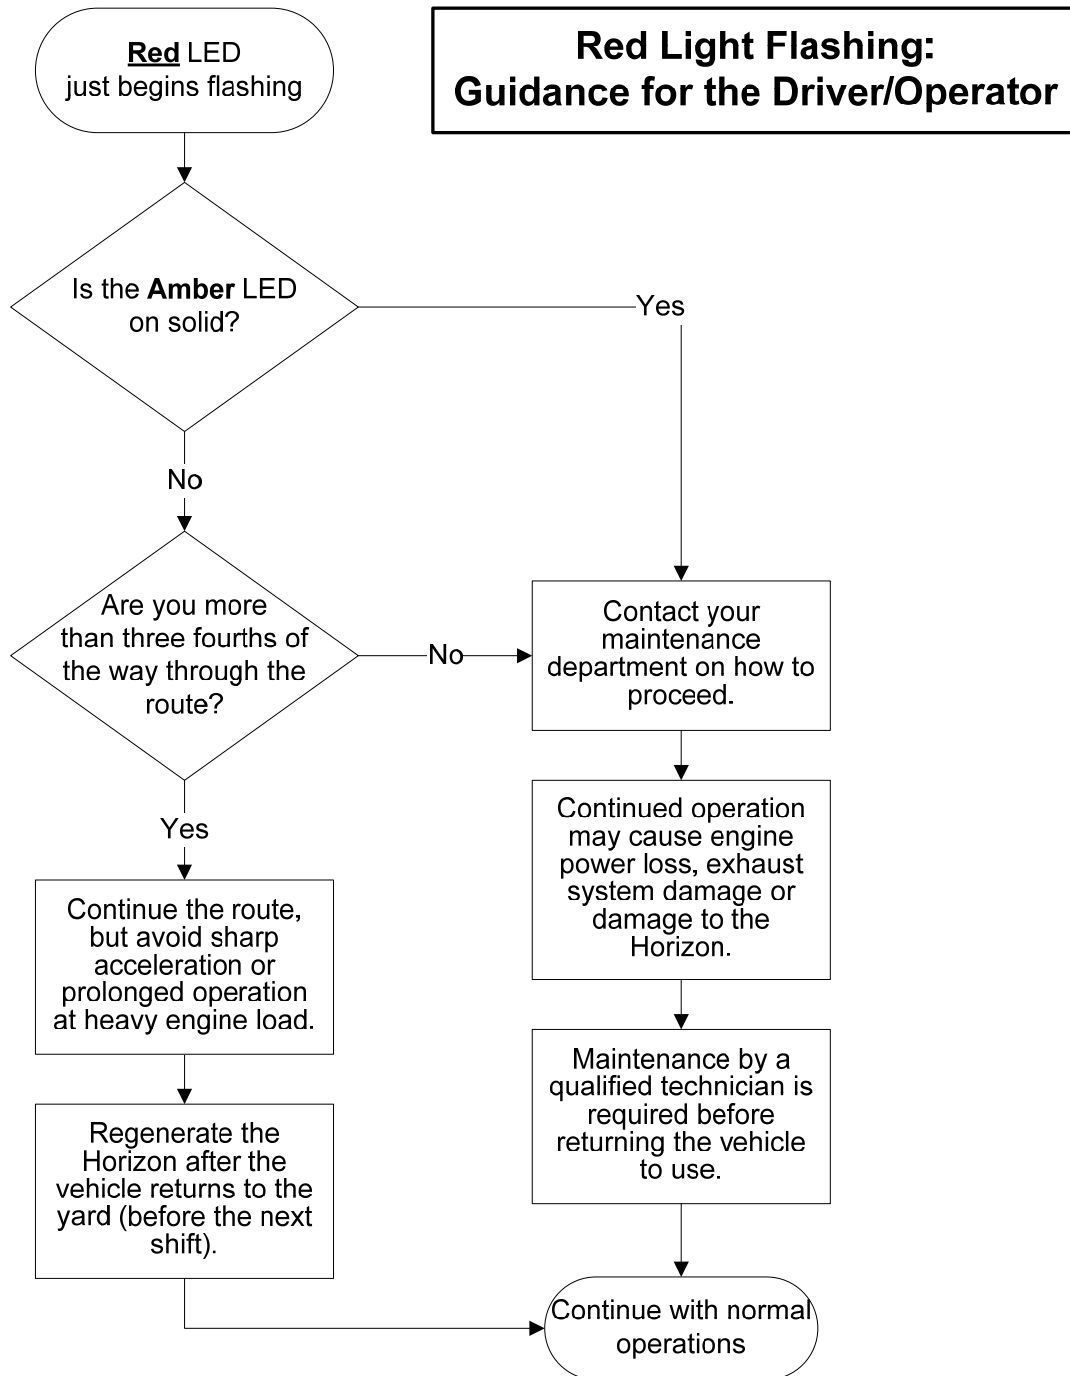 Red LED
just begins flashing
Red Light Flashing:
Guidance for the Driver/Operator
Is the Amber LED
on solid?
Yes
No
Are you more
than three fourths of
the way through the
route?
No
Contact your
maintenance
department on how to
proceed.
Yes
Continued operation
may cause engine
power loss, exhaust
system damage or
damage to the
Horizon.
Continue the route,
but avoid sharp
acceleration or
prolonged operation
at heavy engine load.
Maintenance by a
qualified technician is
required before
returning the vehicle
to use.
Regenerate the
Horizon after the
vehicle returns to the
yard (before the next
shift).
Continue with normal
operations